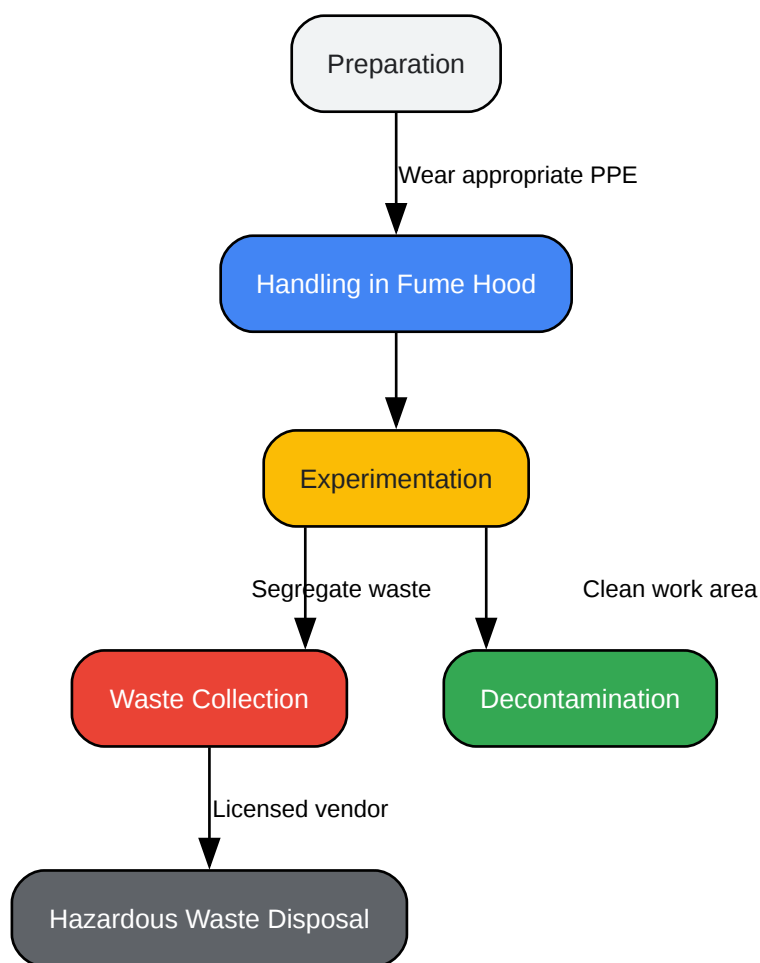 Preparation
Wear appropriate PPE
Handling in Fume Hood
Experimentation
Segregate waste
Clean work area
Waste Collection
Decontamination
Licensed vendor
Hazardous Waste Disposal